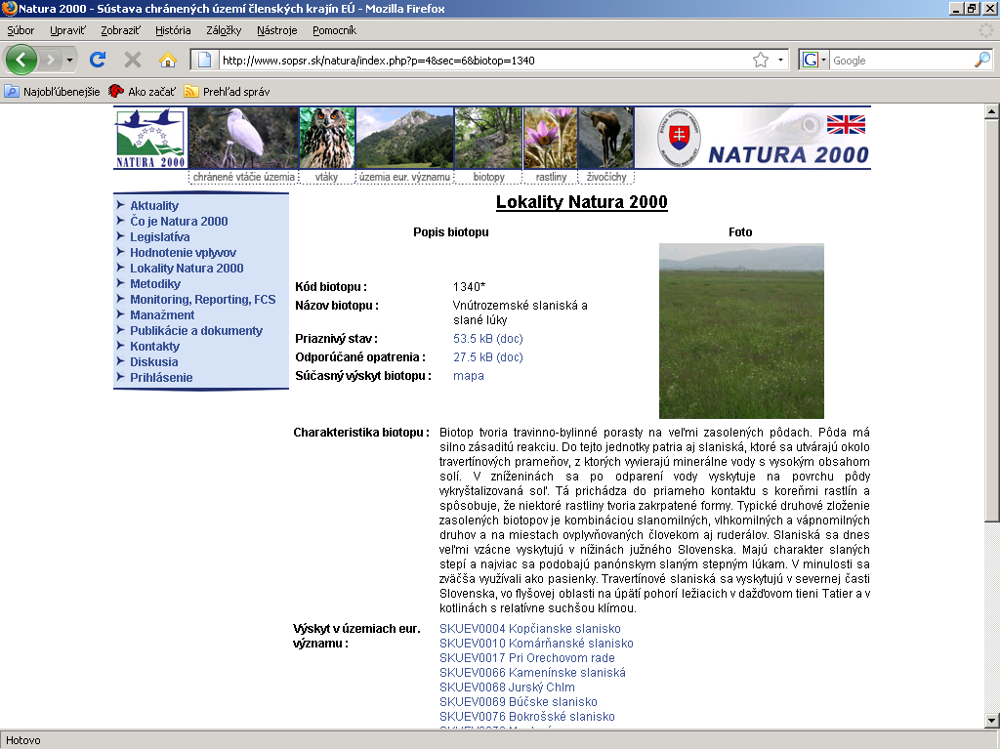 Natura 2000 - Sústava chránených území členských krajín EÚ - Mozilla Firefox
Súbor Upraviť Zobraziť História Záložky Nástroje Pomocník
http://www.sopsr.sk/natura/index.php?p=4&sec=6&biotop=1340
G Google
Najobľúbenejšie Ako začať Prehľad správ
NATURA 2000
NATURA 2000
chránené vtáčie územia vtáky územia eur. významu biotopy rastliny živočíchy
Aktuality
Čo je Natura 2000
Legislatíva
Hodnotenie vplyvov
Lokality Natura 2000
Metodiky
Monitoring, Reporting, FCS
Manažment
Publikácie a dokumenty
Kontakty
Diskusia
Prihlásenie
Lokality Natura 2000
Popis biotopu Foto
Kód biotopu : 1340*
Názov biotopu : Vnútrozemské slaniská a
slané lúky
Priaznivý stav : 53.5 kB (doc)
Odporúčané opatrenia : 27.5 kB (doc)
Súčasný výskyt biotopu : mapa
Charakteristika biotopu : Biotop tvoria travinno-bylinné porasty na veľmi zasolených pôdach. Pôda má
silno zásaditú reakciu. Do tejto jednotky patria aj slaniská, ktoré sa utvárajú okolo
travertínových prameňov, z ktorých vyvierajú minerálne vody s vysokým obsahom
solí. V zníženinách sa po odparení vody vyskytuje na povrchu pôdy
vykryštalizovaná soľ. Tá prichádza do priameho kontaktu s koreňmi rastlín a
spôsobuje, že niektoré rastliny tvoria zakrpatené formy. Typické druhové zloženie
zasolených biotopov je kombináciou slanomilných, vlhkomilných a vápnomilných
druhov a na miestach ovplyvňovaných človekom aj ruderálov. Slaniská sa dnes
veľmi vzácne vyskytujú v nížinách južného Slovenska. Majú charakter slaných
stepí a najviac sa podobajú panónskym slaným stepným lúkam. V minulosti sa
zväčša využívali ako pasienky. Travertínové slaniská sa vyskytujú v severnej časti
Slovenska, vo flyšovej oblasti na úpätí pohorí ležiacich v dažďovom tieni Tatier a v
kotlinách s relatívne suchšou klímou.
Výskyt v územiach eur.
významu :
SKUEV0004 Kopčianske slanisko
SKUEV0010 Komárňanské slanisko
SKUEV0017 Pri Orechovom rade
SKUEV0066 Kamenínske slaniská
SKUEV0068 Jurský Chlm
SKUEV0069 Búčske slanisko
SKUEV0076 Bokrošské slanisko
Hotovo